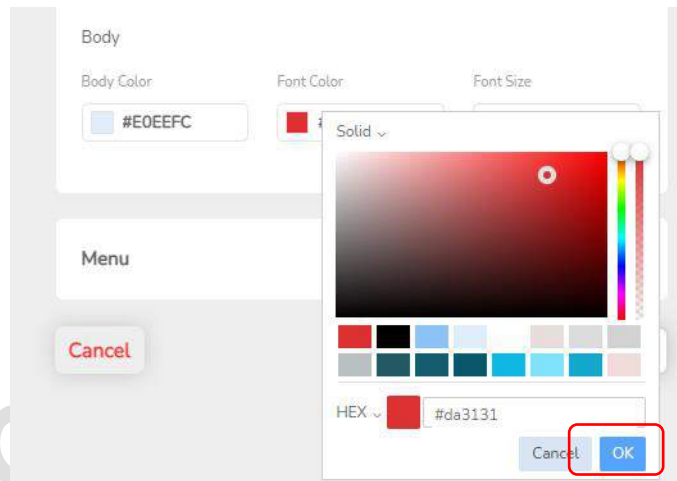 Body
Body Color Font Color Font Size
#E0EEFC
Solid
Menu
Cancel
HEX #da3131
Cancel OK